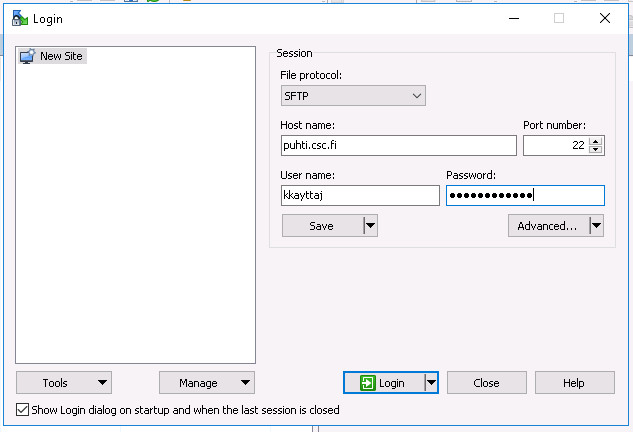 Login
New Site
Session
File protocol:
SFTP
Host name:
Port number:
puhti.csc.fi
22
User name:
Password:
kkayttaj
●●●●●●●●●●●●
Save
Advanced...
Tools
Manage
Login
Close
Help
Show Login dialog on startup and when the last session is closed